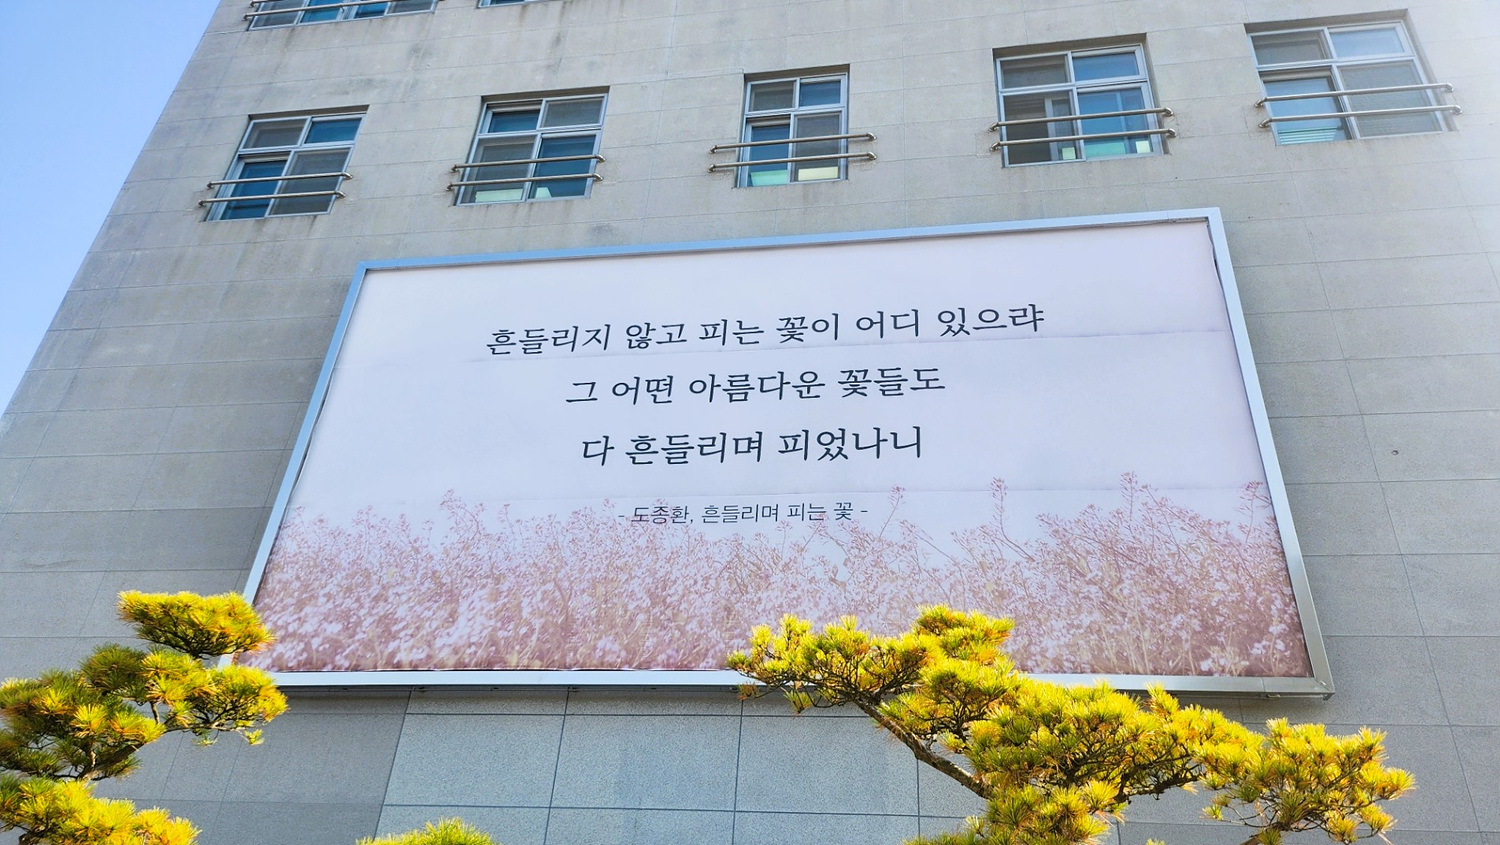 흔들리지 않고 피는 꽃이 어디 있으랴
그 어떤 아름다운 꽃들도
다 흔들리며 피었나니
- 도종환, 흔들리며 피는 꽃 -